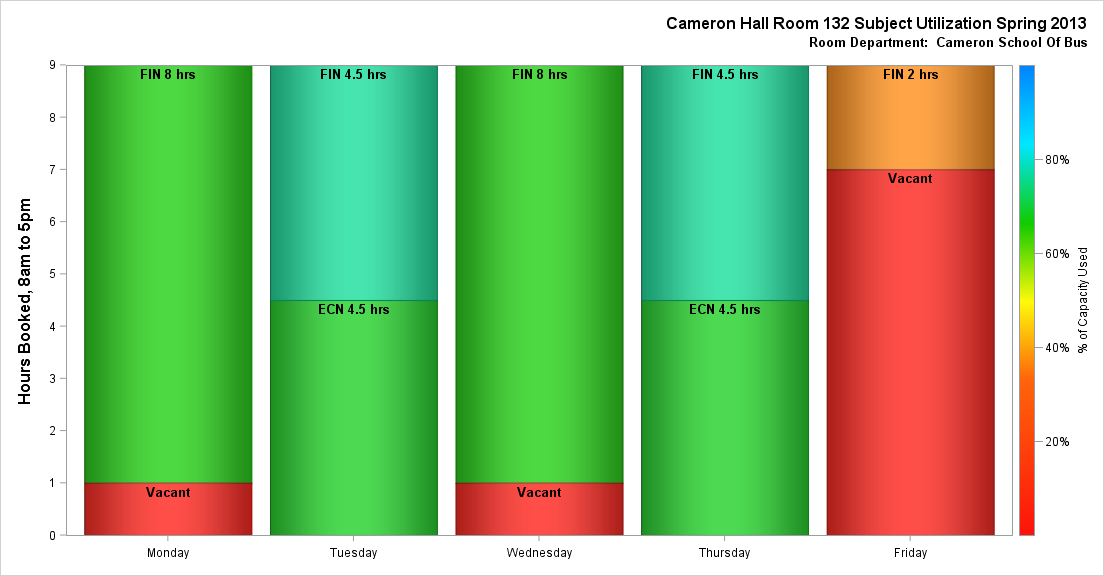 Cameron Hall Room 132 Subject Utilization Spring 2013
Room Department:  Cameron School Of Bus
Hours Booked, 8am to 5pm
9
8
7
6
5
4
3
2
1
0
FIN 8 hrs
Vacant
FIN 4.5 hrs
ECN 4.5 hrs
FIN 8 hrs
Vacant
FIN 4.5 hrs
ECN 4.5 hrs
FIN 2 hrs
Vacant
Monday
Tuesday
Wednesday
Thursday
Friday
80%
60%
40%
20%
% of Capacity Used